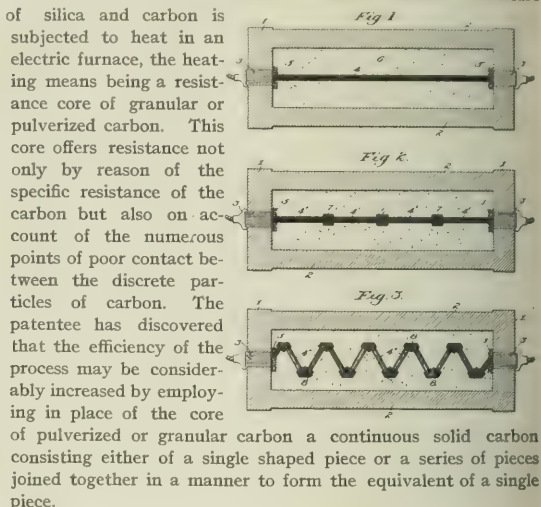 of silica and carbon is
subjected to heat in an
electric furnace, the heat-
ing means being a resist-
ance core of granular or
pulverized carbon. This
core offers resistance not
only by reason of the
specific resistance of the
carbon but also on ac-
count of the numerous
points of poor contact be-
tween the discrete par-
ticles of carbon. The
patentee has discovered
that the efficiency of the
process may be consider-
ably increased by employ-
ing in place of the core
of pulverized or granular carbon a continuous solid carbon
consisting either of a single shaped piece or a series of pieces
joined together in a manner to form the equivalent of a single
piece.
Fig 1
Fig 2.
Fig. 3.